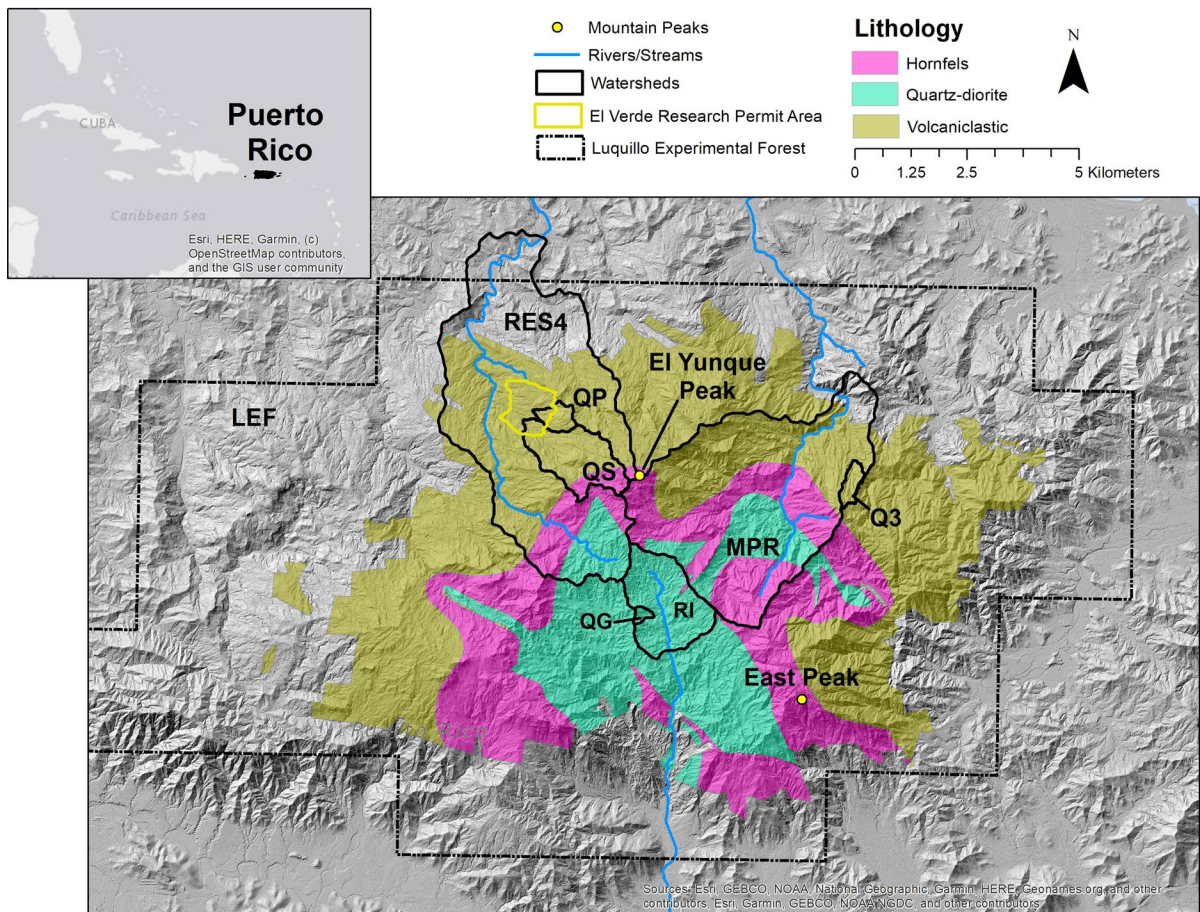 CUBA
Puerto
Rico
Caribbean Sea
Esri, HERE, Garmin, (c)
OpenStreetMap contributors,
and the GIS user community
Mountain Peaks
Rivers/Streams
Watersheds
El Verde Research Permit Area
Luquillo Experimental Forest
Lithology
Hornfels
Quartz-diorite
Volcaniclastic
N
0 1.25 2.5 5 Kilometers
RES4
El Yunque
Peak
LEF
QP
QS
Q3
MPR
QG
RI
East Peak
Sources: Esri, GEBCO, NOAA, National Geographic, Garmin, HERE, Geonames.org, and other
contributors, Esri, Garmin, GEBCO, NOAA NGDC, and other contributors